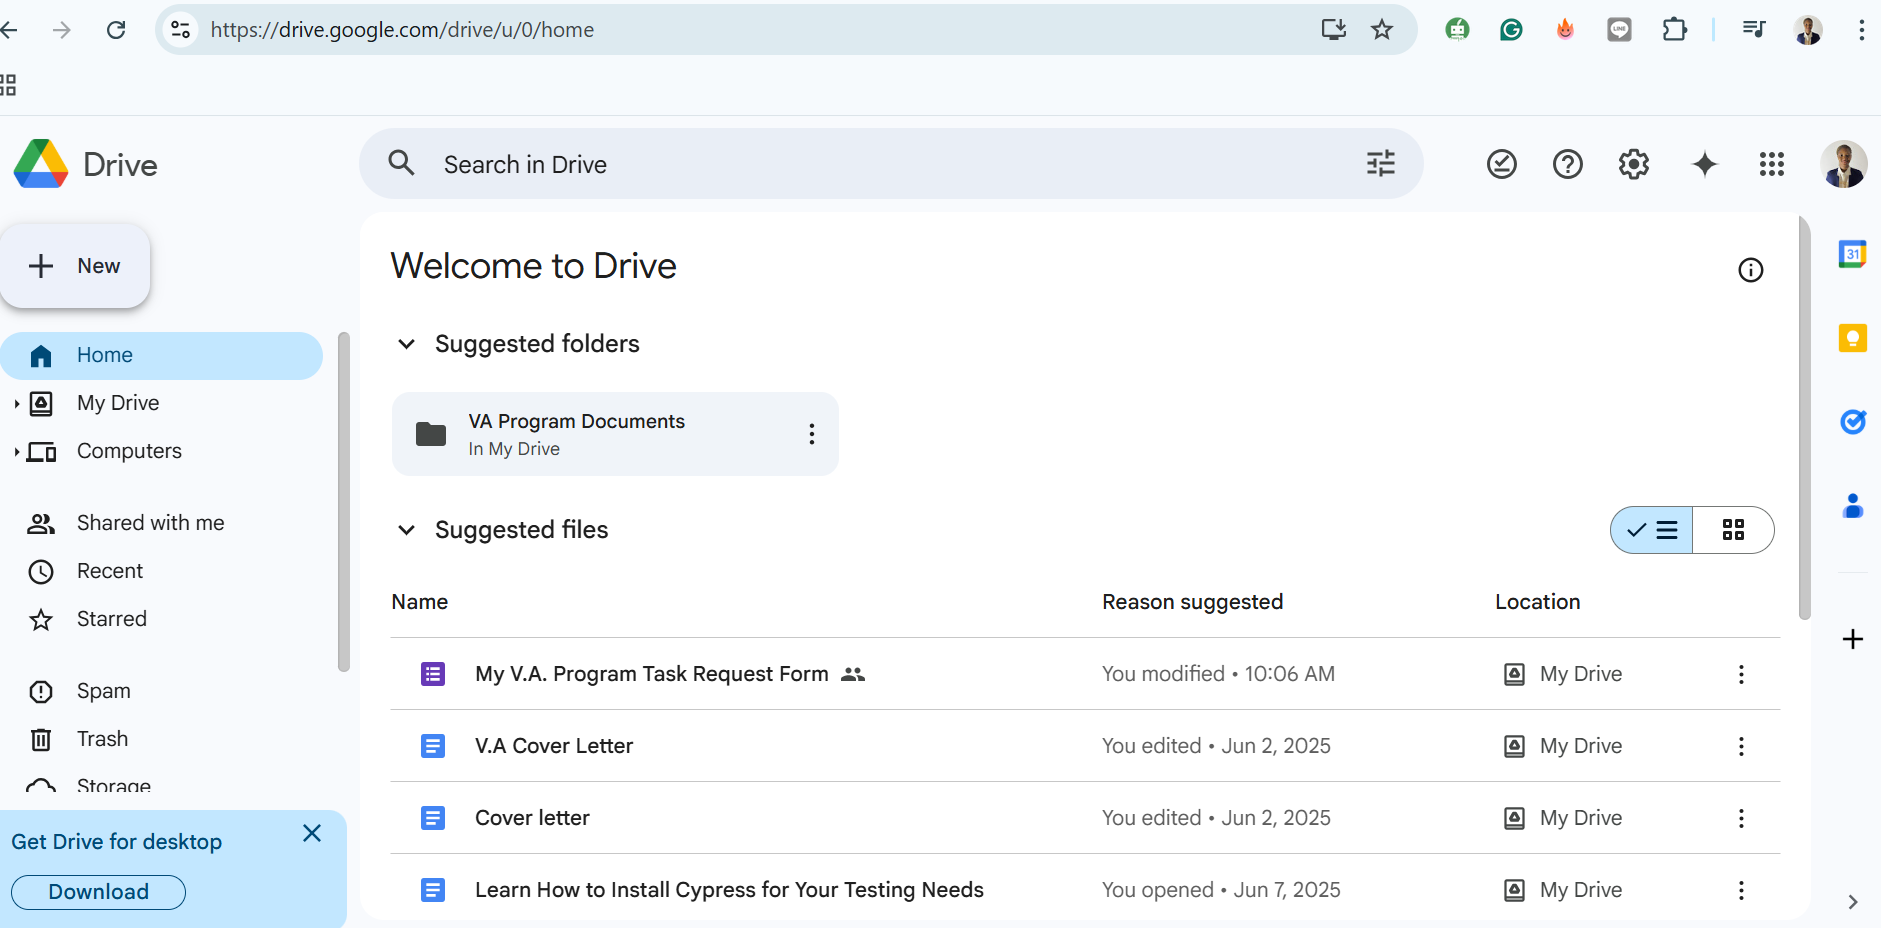 https://drive.google.com/drive/u/0/home
LINE
Drive
Search in Drive
New
Welcome to Drive
31
Suggested folders
Home
My Drive
VA Program Documents
In My Drive
Computers
Shared with me
Suggested files
Recent
Name Reason suggested Location
Starred
My V.A. Program Task Request Form You modified • 10:06 AM My Drive
Spam
Trash
V.A Cover Letter You edited • Jun 2, 2025 My Drive
Storage
Cover letter You edited • Jun 2, 2025 My Drive
Get Drive for desktop
Download
Learn How to Install Cypress for Your Testing Needs You opened • Jun 7, 2025 My Drive